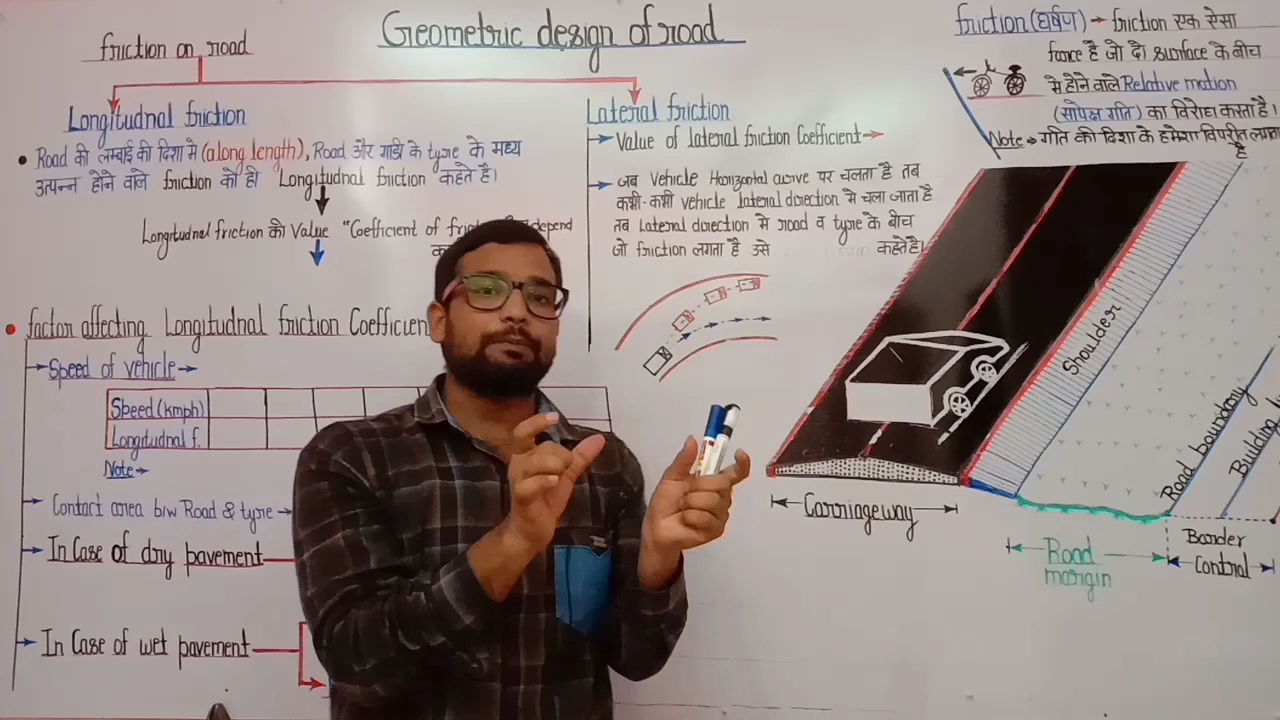 Geometric design of road
friction on road
Longitudnal friction
• Road की लम्बाई की दिशा मे (along length), Road और गाडी के tyre के मध्य
उत्पन्न होने वाले friction को ही Longitudnal friction कहते है।
Longitudnal friction की Value "Coefficient of fric depend
• factor affecting Longitudnal friction Coefficien
Speed of vehicle→
Speed (kmph)
Longitudnal f.
Note→
Contact area b/w Road & tyre→
In Case of dry pavement
In Case of wet pavement
Lateral friction
Value of lateral friction Coefficient→
जब Vehicle Horizontal curve पर चलता है तब
कभी-कभी vehicle lateral direction मे चला जाता है
तब Lateral direction मे road व tyre के बीच
जो friction लगता है उसे कहते है।
friction (घर्षण) → friction एक ऐसा
force है जो दो surface के बीच
मे होने वाले Relative motion
(सापेक्ष गति) का विरोध करता है।
Note→ गति की दिशा के हमेशा विपरीत लगता
है
Shoulder
Road boundary
Building
Carriageway
Road
margin
Border
Control